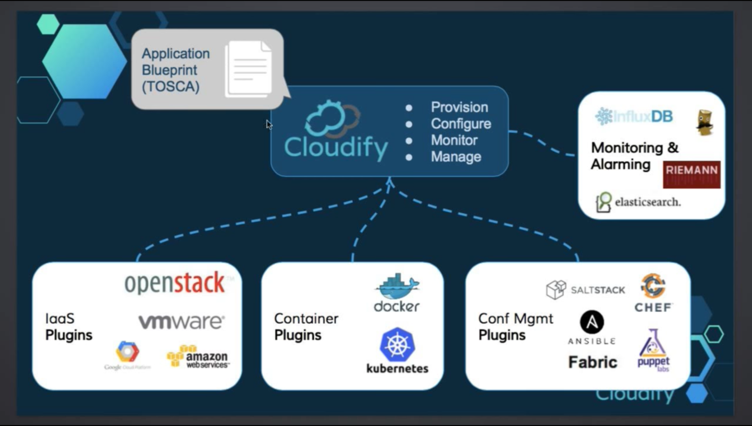 Application
Blueprint
(TOSCA)
Cloudify
● Provision
● Configure
● Monitor
● Manage
influxDB
Monitoring &
Alarming
RIEMANN
elasticsearch.
IaaS
Plugins
openstack
vmware
Google Cloud Platform
amazon
webservices
Container
Plugins
docker
kubernetes
Conf Mgmt
Plugins
SALTSTACK
CHEF
ANSIBLE
Fabric
puppet
labs
Cloudify